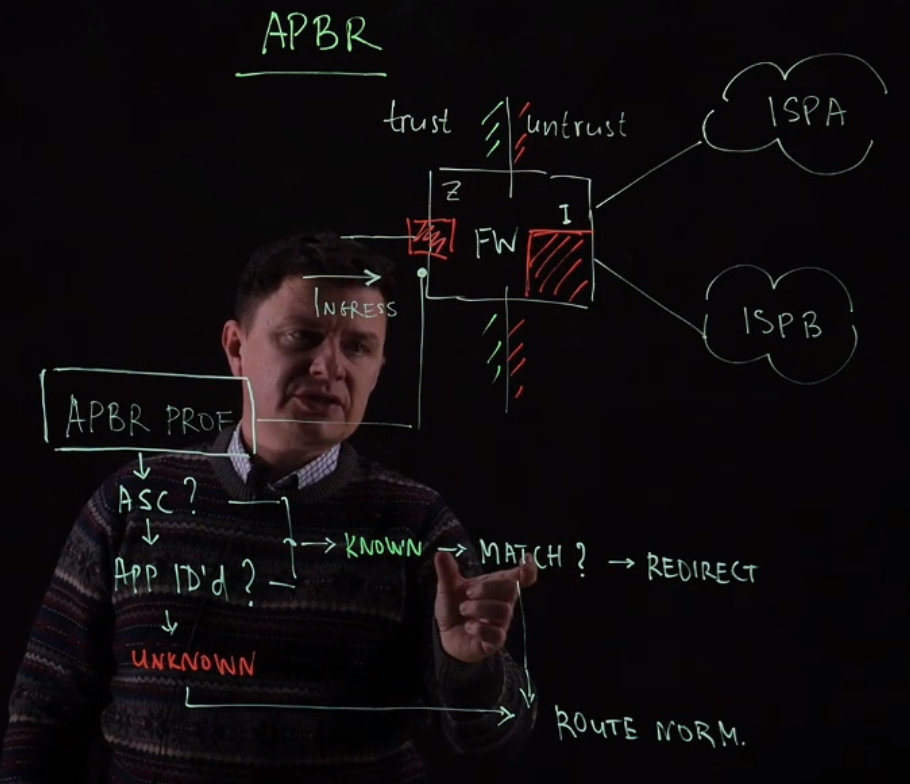 APBR
trust
untrust
ISPA
Z
I
FW
INGRESS
ISPB
APBR PROF
ASC ?
KNOWN
MATCH ?
REDIRECT
APP ID'd ?
UNKNOWN
ROUTE NORM.